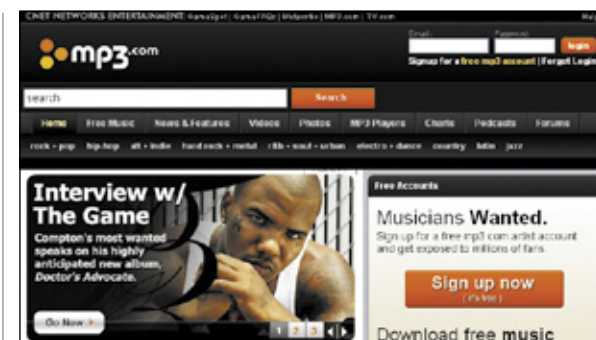 CNET NETWORKS ENTERTAINMENT: GameSpot | GameFAQs | Metacritic | MP3.com | TV.com
mp3.com
Email: Password:
login
Signup for a free mp3 account | Forgot Login
search Search
Home Free Music News & Features Videos Photos MP3 Players Charts Podcasts Forums
rock + pop hip-hop alt + indie hard rock + metal r&b + soul + urban electro + dance country latin jazz
Interview w/
The Game
Compton's most wanted
speaks on his highly
anticipated new album,
Doctor's Advocate.
Go Now >
1 2 3
Free Accounts
Musicians Wanted.
Sign up for a free mp3.com artist account
and get exposed to millions of fans.
Sign up now
( it's free )
Download free music